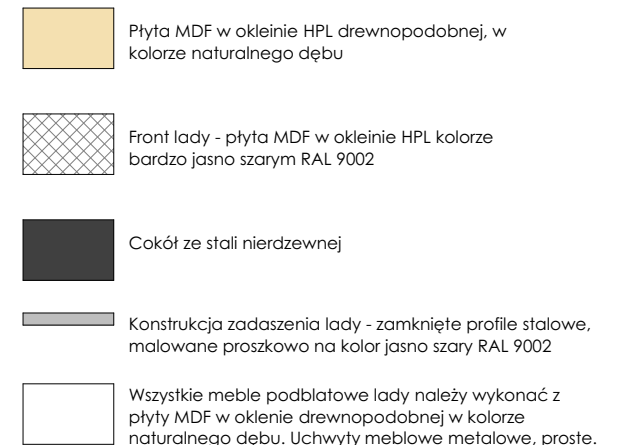 Płyta MDF w okleinie HPL drewnopodobnej, w
kolorze naturalnego dębu
Front lady - płyta MDF w okleinie HPL kolorze
bardzo jasno szarym RAL 9002
Cokół ze stali nierdzewnej
Konstrukcja zadaszenia lady - zamknięte profile stalowe,
malowane proszkowo na kolor jasno szary RAL 9002
Wszystkie meble podblatowe lady należy wykonać z
płyty MDF w oklenie drewnopodobnej w kolorze
naturalnego dębu. Uchwyty meblowe metalowe, proste.